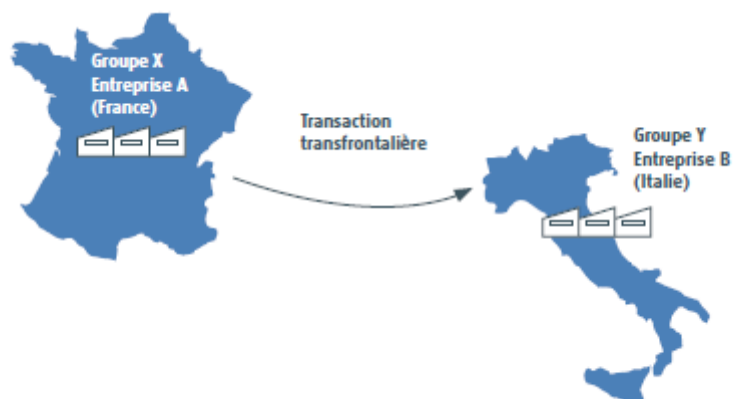 Groupe X
Entreprise A
(France)
Transaction
transfrontalière
Groupe Y
Entreprise B
(Italie)